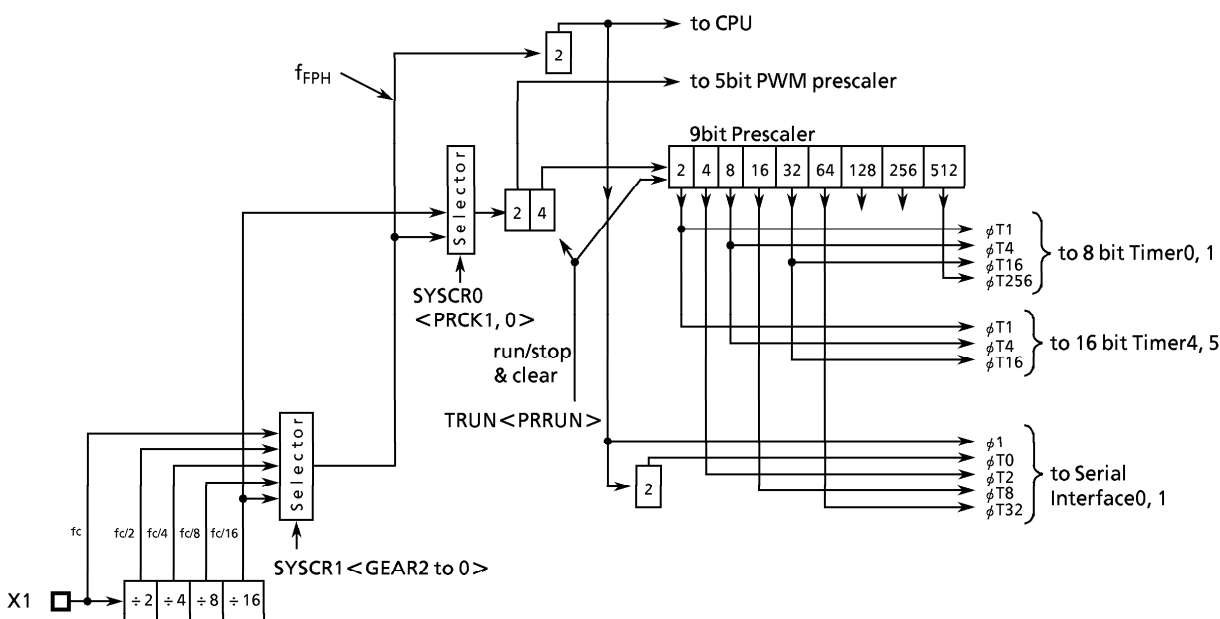 to CPU
2
fFPH
to 5bit PWM prescaler
9bit Prescaler
Selector
2 4
2 4 8 16 32 64 128 256 512
φT1
φT4
φT16
φT256
to 8 bit Timer0, 1
SYSCR0
<PRCK1, 0>
run/stop
& clear
φT1
φT4
φT16
to 16 bit Timer4, 5
TRUN<PRRUN>
Selector
φ1
φT0
φT2
φT8
φT32
to Serial
Interface0, 1
2
fc fc/2 fc/4 fc/8 fc/16
SYSCR1<GEAR2 to 0>
X1
÷2 ÷4 ÷8 ÷16